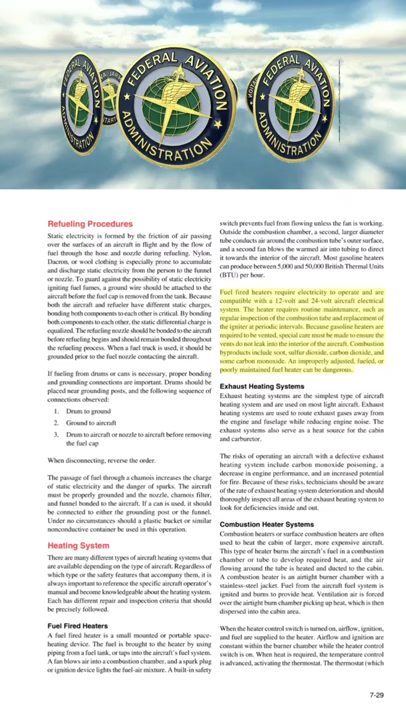 FEDERAL AVIATION
ADMINISTRATION
FEDERAL AVIATION
ADMINISTRATION
FEDERAL AVIATION
ADMINISTRATION
Refueling Procedures
Static electricity is formed by the friction of air passing
over the surfaces of an aircraft in flight and by the flow of
fuel through the hose and nozzle during refueling. Nylon,
Dacron, or wool clothing is especially prone to accumulate
and discharge static electricity from the person to the funnel
or nozzle. To guard against the possibility of static electricity
igniting fuel fumes, a ground wire should be attached to the
aircraft before the fuel cap is removed from the tank. Because
both the aircraft and refueler have different static charges,
bonding both components to each other is critical. By bonding
both components to each other, the static differential charge is
equalized. The refueling nozzle should be bonded to the aircraft
before refueling begins and should remain bonded throughout
the refueling process. When a fuel truck is used, it should be
grounded prior to the fuel nozzle contacting the aircraft.
If fueling from drums or cans is necessary, proper bonding
and grounding connections are important. Drums should be
placed near grounding posts, and the following sequence of
connections observed:
1. Drum to ground
2. Ground to aircraft
3. Drum to aircraft or nozzle to aircraft before removing
the fuel cap
When disconnecting, reverse the order.
The passage of fuel through a chamois increases the charge
of static electricity and the danger of sparks. The aircraft
must be properly grounded and the nozzle, chamois filter,
and funnel bonded to the aircraft. If a can is used, it should
be connected to either the grounding post or the funnel.
Under no circumstances should a plastic bucket or similar
nonconductive container be used in this operation.
Heating System
There are many different types of aircraft heating systems that
are available depending on the type of aircraft. Regardless of
which type or the safety features that accompany them, it is
always important to reference the specific aircraft operator's
manual and become knowledgeable about the heating system.
Each has different repair and inspection criteria that should
be precisely followed.
Fuel Fired Heaters
A fuel fired heater is a small mounted or portable space-
heating device. The fuel is brought to the heater by using
piping from a fuel tank, or taps into the aircraft's fuel system.
A fan blows air into a combustion chamber, and a spark plug
or ignition device lights the fuel-air mixture. A built-in safety
switch prevents fuel from flowing unless the fan is working.
Outside the combustion chamber, a second, larger diameter
tube conducts air around the combustion tube's outer surface,
and a second fan blows the warmed air into tubing to direct
it towards the interior of the aircraft. Most gasoline heaters
can produce between 5,000 and 50,000 British Thermal Units
(BTU) per hour.
Fuel fired heaters require electricity to operate and are
compatible with a 12-volt and 24-volt aircraft electrical
system. The heater requires routine maintenance, such as
regular inspection of the combustion tube and replacement of
the igniter at periodic intervals. Because gasoline heaters are
required to be vented, special care must be made to ensure the
vents do not leak into the interior of the aircraft. Combustion
byproducts include soot, sulfur dioxide, carbon dioxide, and
some carbon monoxide. An improperly adjusted, fueled, or
poorly maintained fuel heater can be dangerous.
Exhaust Heating Systems
Exhaust heating systems are the simplest type of aircraft
heating system and are used on most light aircraft. Exhaust
heating systems are used to route exhaust gases away from
the engine and fuselage while reducing engine noise. The
exhaust systems also serve as a heat source for the cabin
and carburetor.
The risks of operating an aircraft with a defective exhaust
heating system include carbon monoxide poisoning, a
decrease in engine performance, and an increased potential
for fire. Because of these risks, technicians should be aware
of the rate of exhaust heating system deterioration and should
thoroughly inspect all areas of the exhaust heating system to
look for deficiencies inside and out.
Combustion Heater Systems
Combustion heaters or surface combustion heaters are often
used to heat the cabin of larger, more expensive aircraft.
This type of heater burns the aircraft's fuel in a combustion
chamber or tube to develop required heat, and the air
flowing around the tube is heated and ducted to the cabin.
A combustion heater is an airtight burner chamber with a
stainless-steel jacket. Fuel from the aircraft fuel system is
ignited and burns to provide heat. Ventilation air is forced
over the airtight burn chamber picking up heat, which is then
dispersed into the cabin area.
When the heater control switch is turned on, airflow, ignition,
and fuel are supplied to the heater. Airflow and ignition are
constant within the burner chamber while the heater control
switch is on. When heat is required, the temperature control
is advanced, activating the thermostat. The thermostat (which
7-29